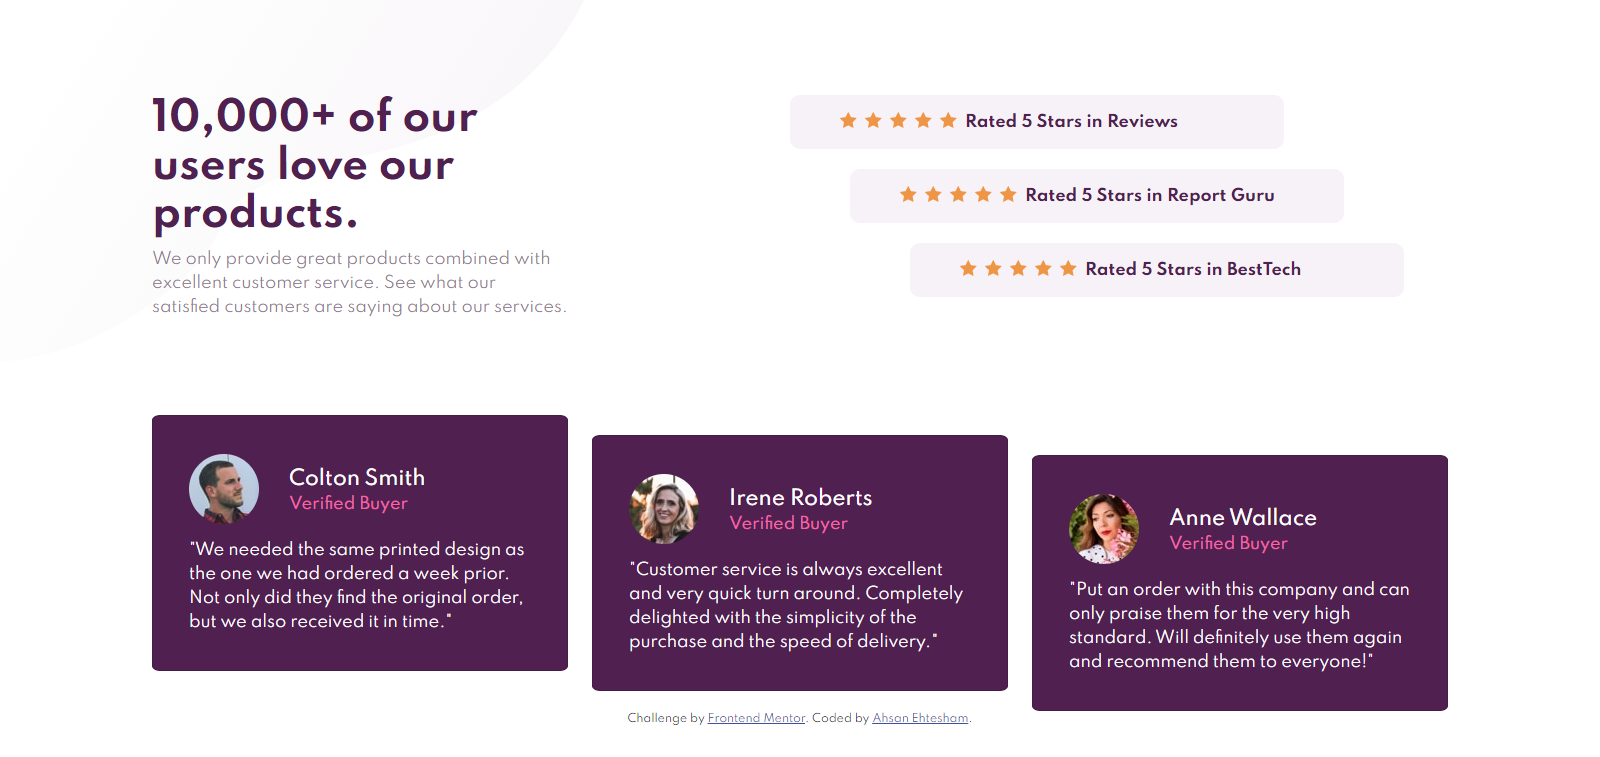 10,000+ of our
users love our
products.
We only provide great products combined with
excellent customer service. See what our
satisfied customers are saying about our services.
Rated 5 Stars in Reviews
Rated 5 Stars in Report Guru
Rated 5 Stars in BestTech
Colton Smith
Verified Buyer
"We needed the same printed design as
the one we had ordered a week prior.
Not only did they find the original order,
but we also received it in time."
Irene Roberts
Verified Buyer
"Customer service is always excellent
and very quick turn around. Completely
delighted with the simplicity of the
purchase and the speed of delivery."
Anne Wallace
Verified Buyer
"Put an order with this company and can
only praise them for the very high
standard. Will definitely use them again
and recommend them to everyone!"
Challenge by Frontend Mentor. Coded by Ahsan Ehtesham.